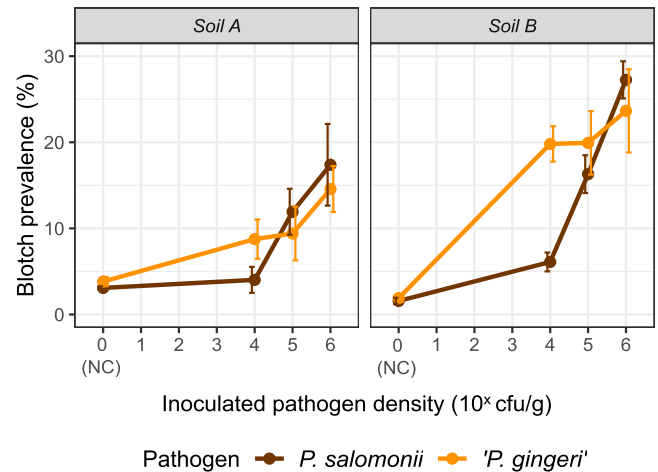 Soil A
Soil B
Blotch prevalence (%)
30
20
10
0
0 1 2 3 4 5 6
(NC)
0 1 2 3 4 5 6
(NC)
Inoculated pathogen density (10ˣ cfu/g)
Pathogen P. salomonii 'P. gingeri'